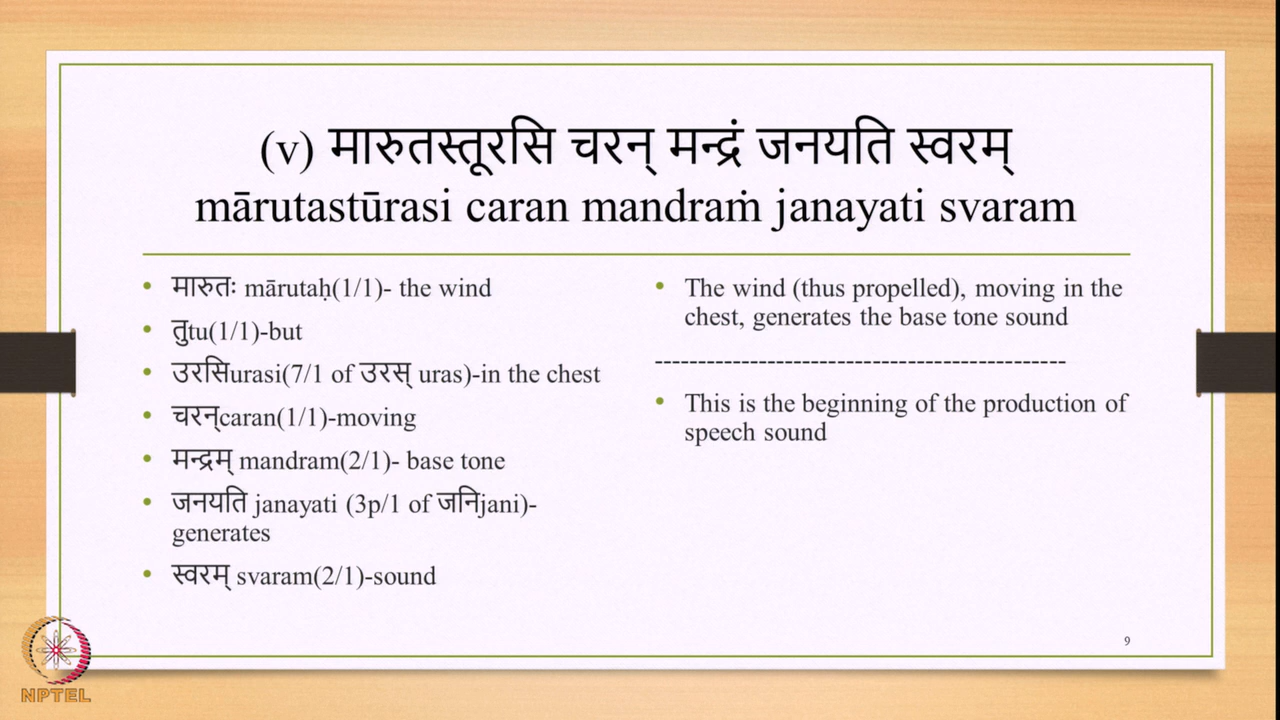 (v) मारुतस्तूरसि चरन् मन्द्रं जनयति स्वरम्
mārutastūrasi caran mandraṁ janayati svaram
• मारुतः mārutaḥ(1/1)- the wind
• तुtu(1/1)-but
• उरसिurasi(7/1 of उरस् uras)-in the chest
• चरन्caran(1/1)-moving
• मन्द्रम् mandram(2/1)- base tone
• जनयति janayati (3p/1 of जनिjani)-
generates
• स्वरम् svaram(2/1)-sound
• The wind (thus propelled), moving in the
chest, generates the base tone sound
-----------------------------------------------
• This is the beginning of the production of
speech sound
9
NPTEL